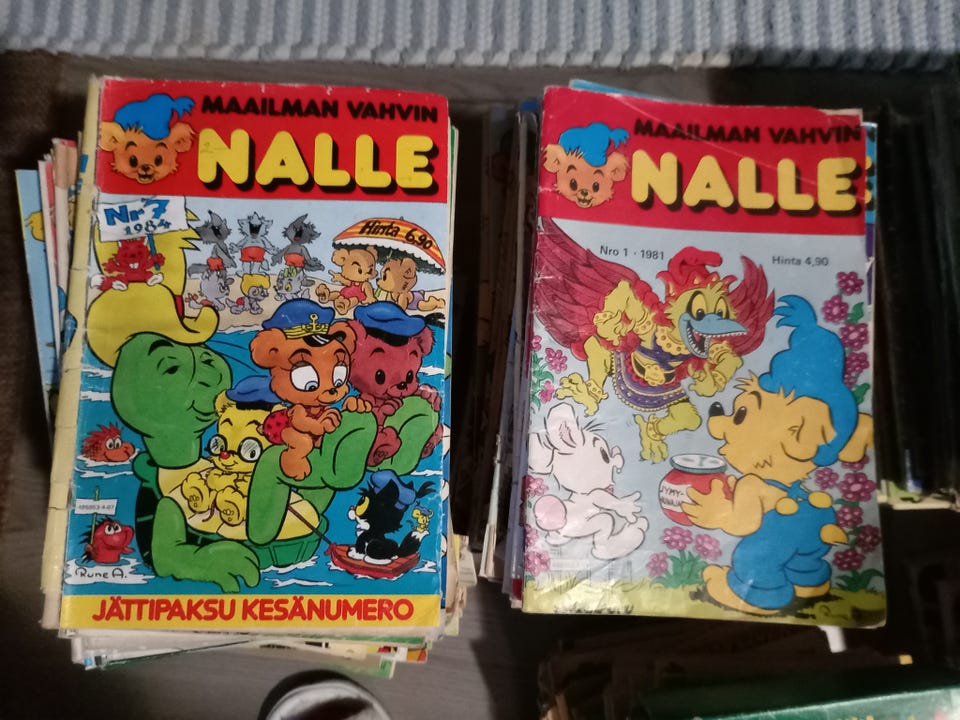 MAAILMAN VAHVIN
NALLE
Nr 7
1984
Hinta 6,90
Rune A.
JÄTTIPAKSU KESÄNUMERO
MAAILMAN VAHVIN
NALLE
Nro 1 · 1981
Hinta 4,90